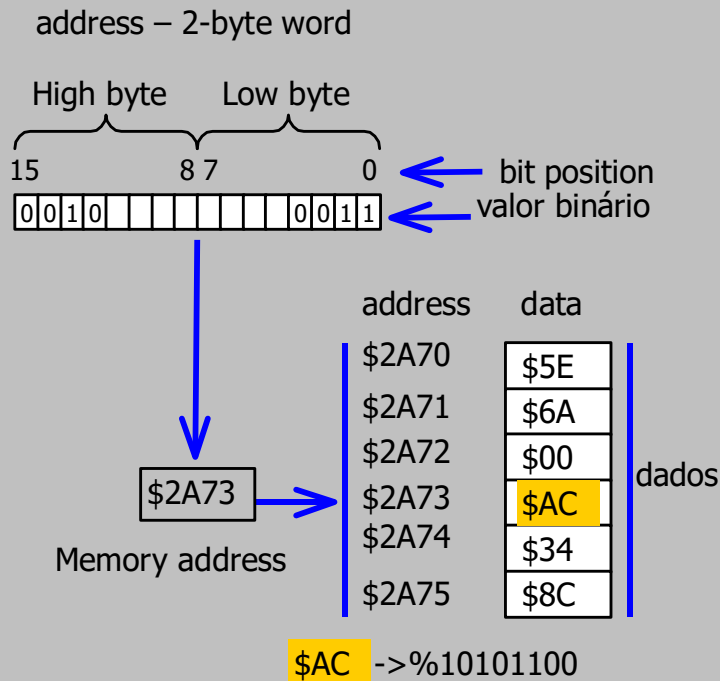 address – 2-byte word
High byte Low byte
15 8 7 0 bit position
0 0 1 0 0 0 1 1 valor binário
address data
$2A70 $5E
$2A71 $6A
$2A72 $00
$2A73 $2A73 $AC dados
$2A74 $34
Memory address
$2A75 $8C
$AC ->%10101100